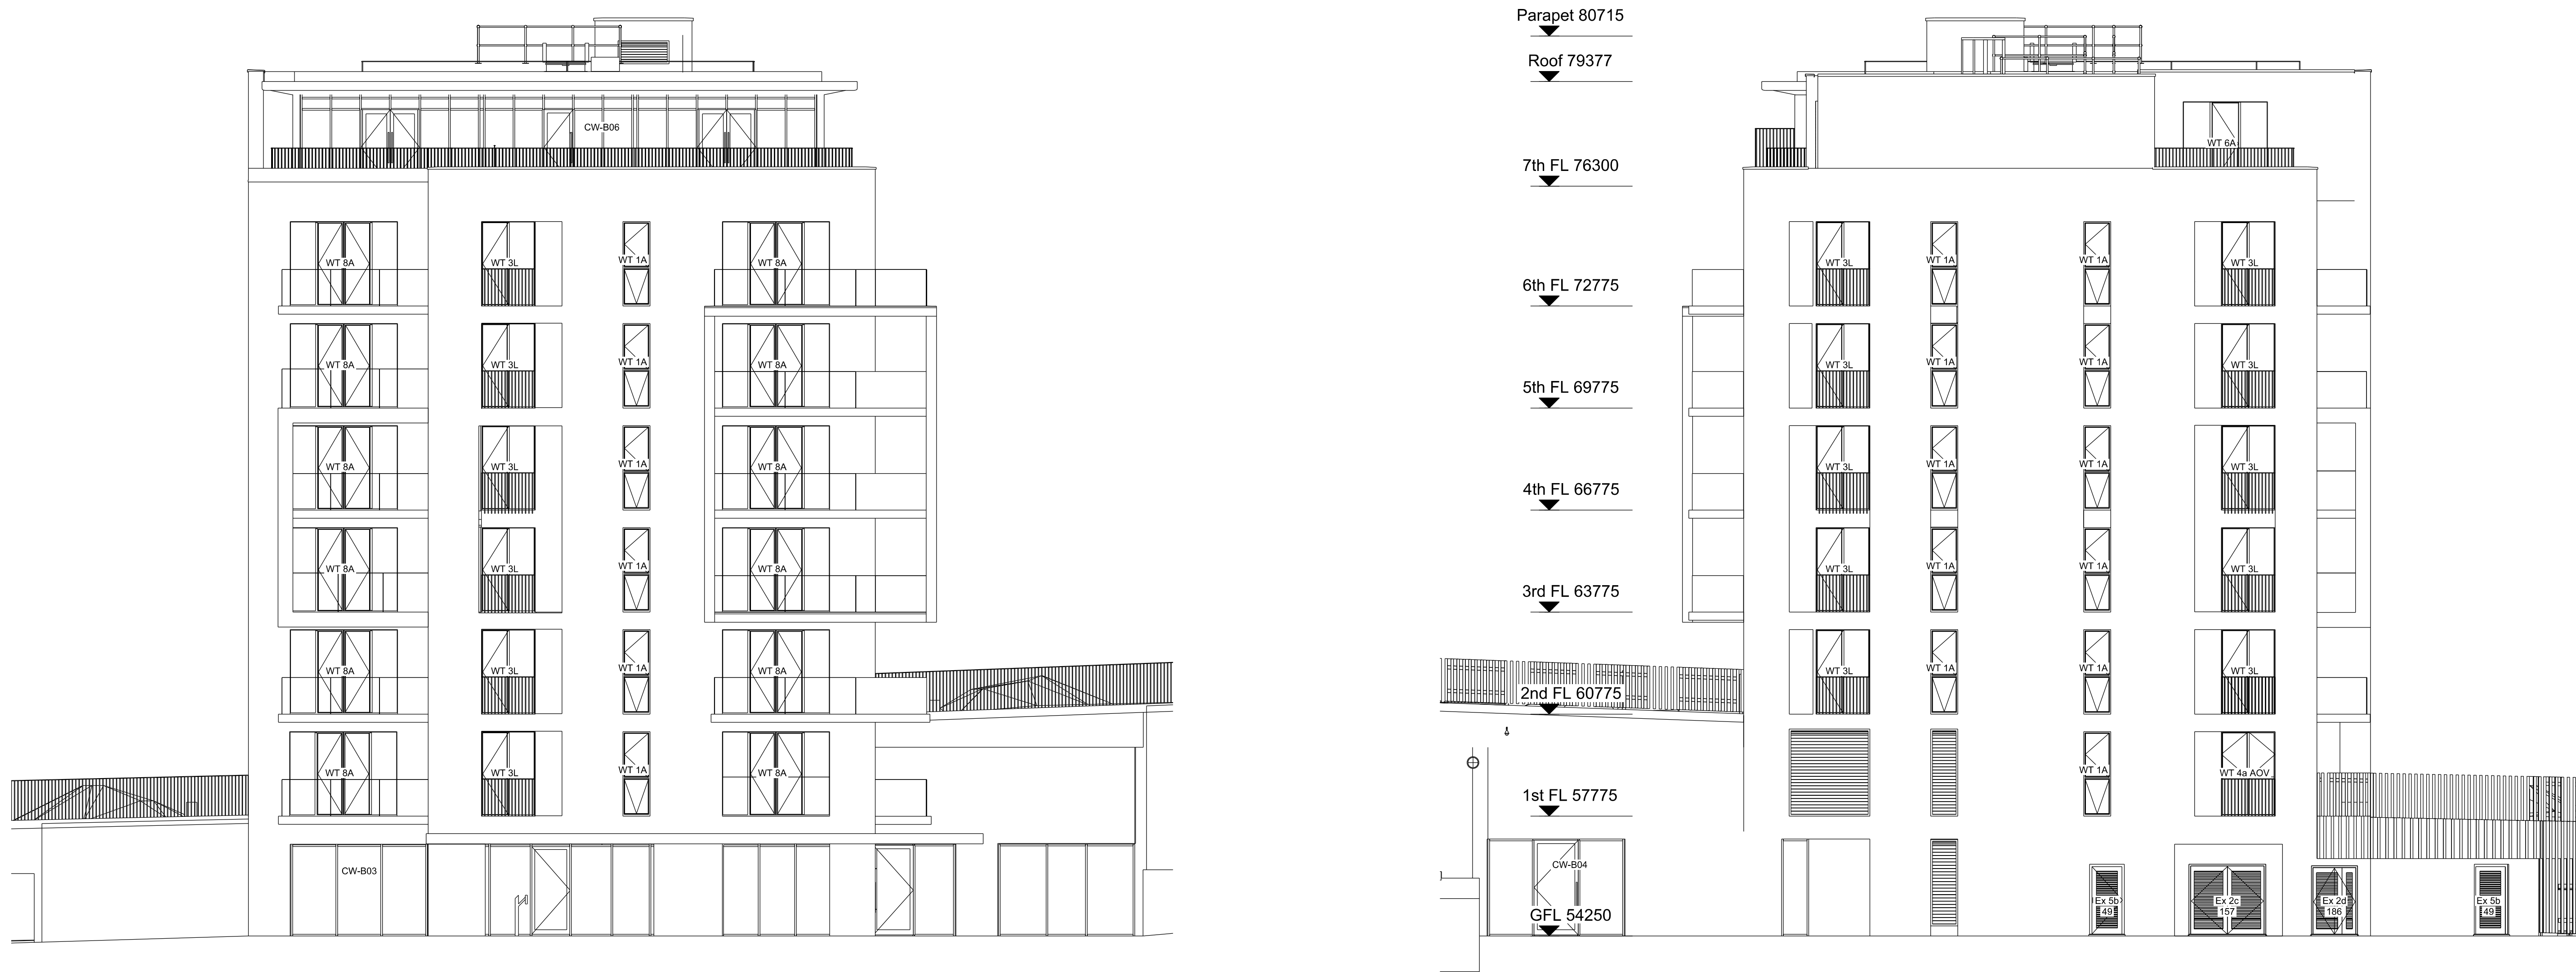 CW-B06
WT 8A
WT 3L
WT 1A
WT 8A
WT 8A
WT 3L
WT 1A
WT 8A
WT 8A
WT 3L
WT 1A
WT 8A
WT 8A
WT 3L
WT 1A
WT 8A
WT 8A
WT 3L
WT 1A
WT 8A
WT 8A
WT 3L
WT 1A
WT 8A
CW-B03
Parapet 80715
Roof 79377
7th FL 76300
6th FL 72775
5th FL 69775
4th FL 66775
3rd FL 63775
2nd FL 60775
1st FL 57775
CW-B04
GFL 54250
WT 6A
WT 3L
WT 1A
WT 1A
WT 3L
WT 3L
WT 1A
WT 1A
WT 3L
WT 3L
WT 1A
WT 1A
WT 3L
WT 3L
WT 1A
WT 1A
WT 3L
WT 3L
WT 1A
WT 1A
WT 3L
WT 1A
WT 4a AOV
Ex 5b
49
Ex 2c
157
Ex 2d
186
Ex 5b
49